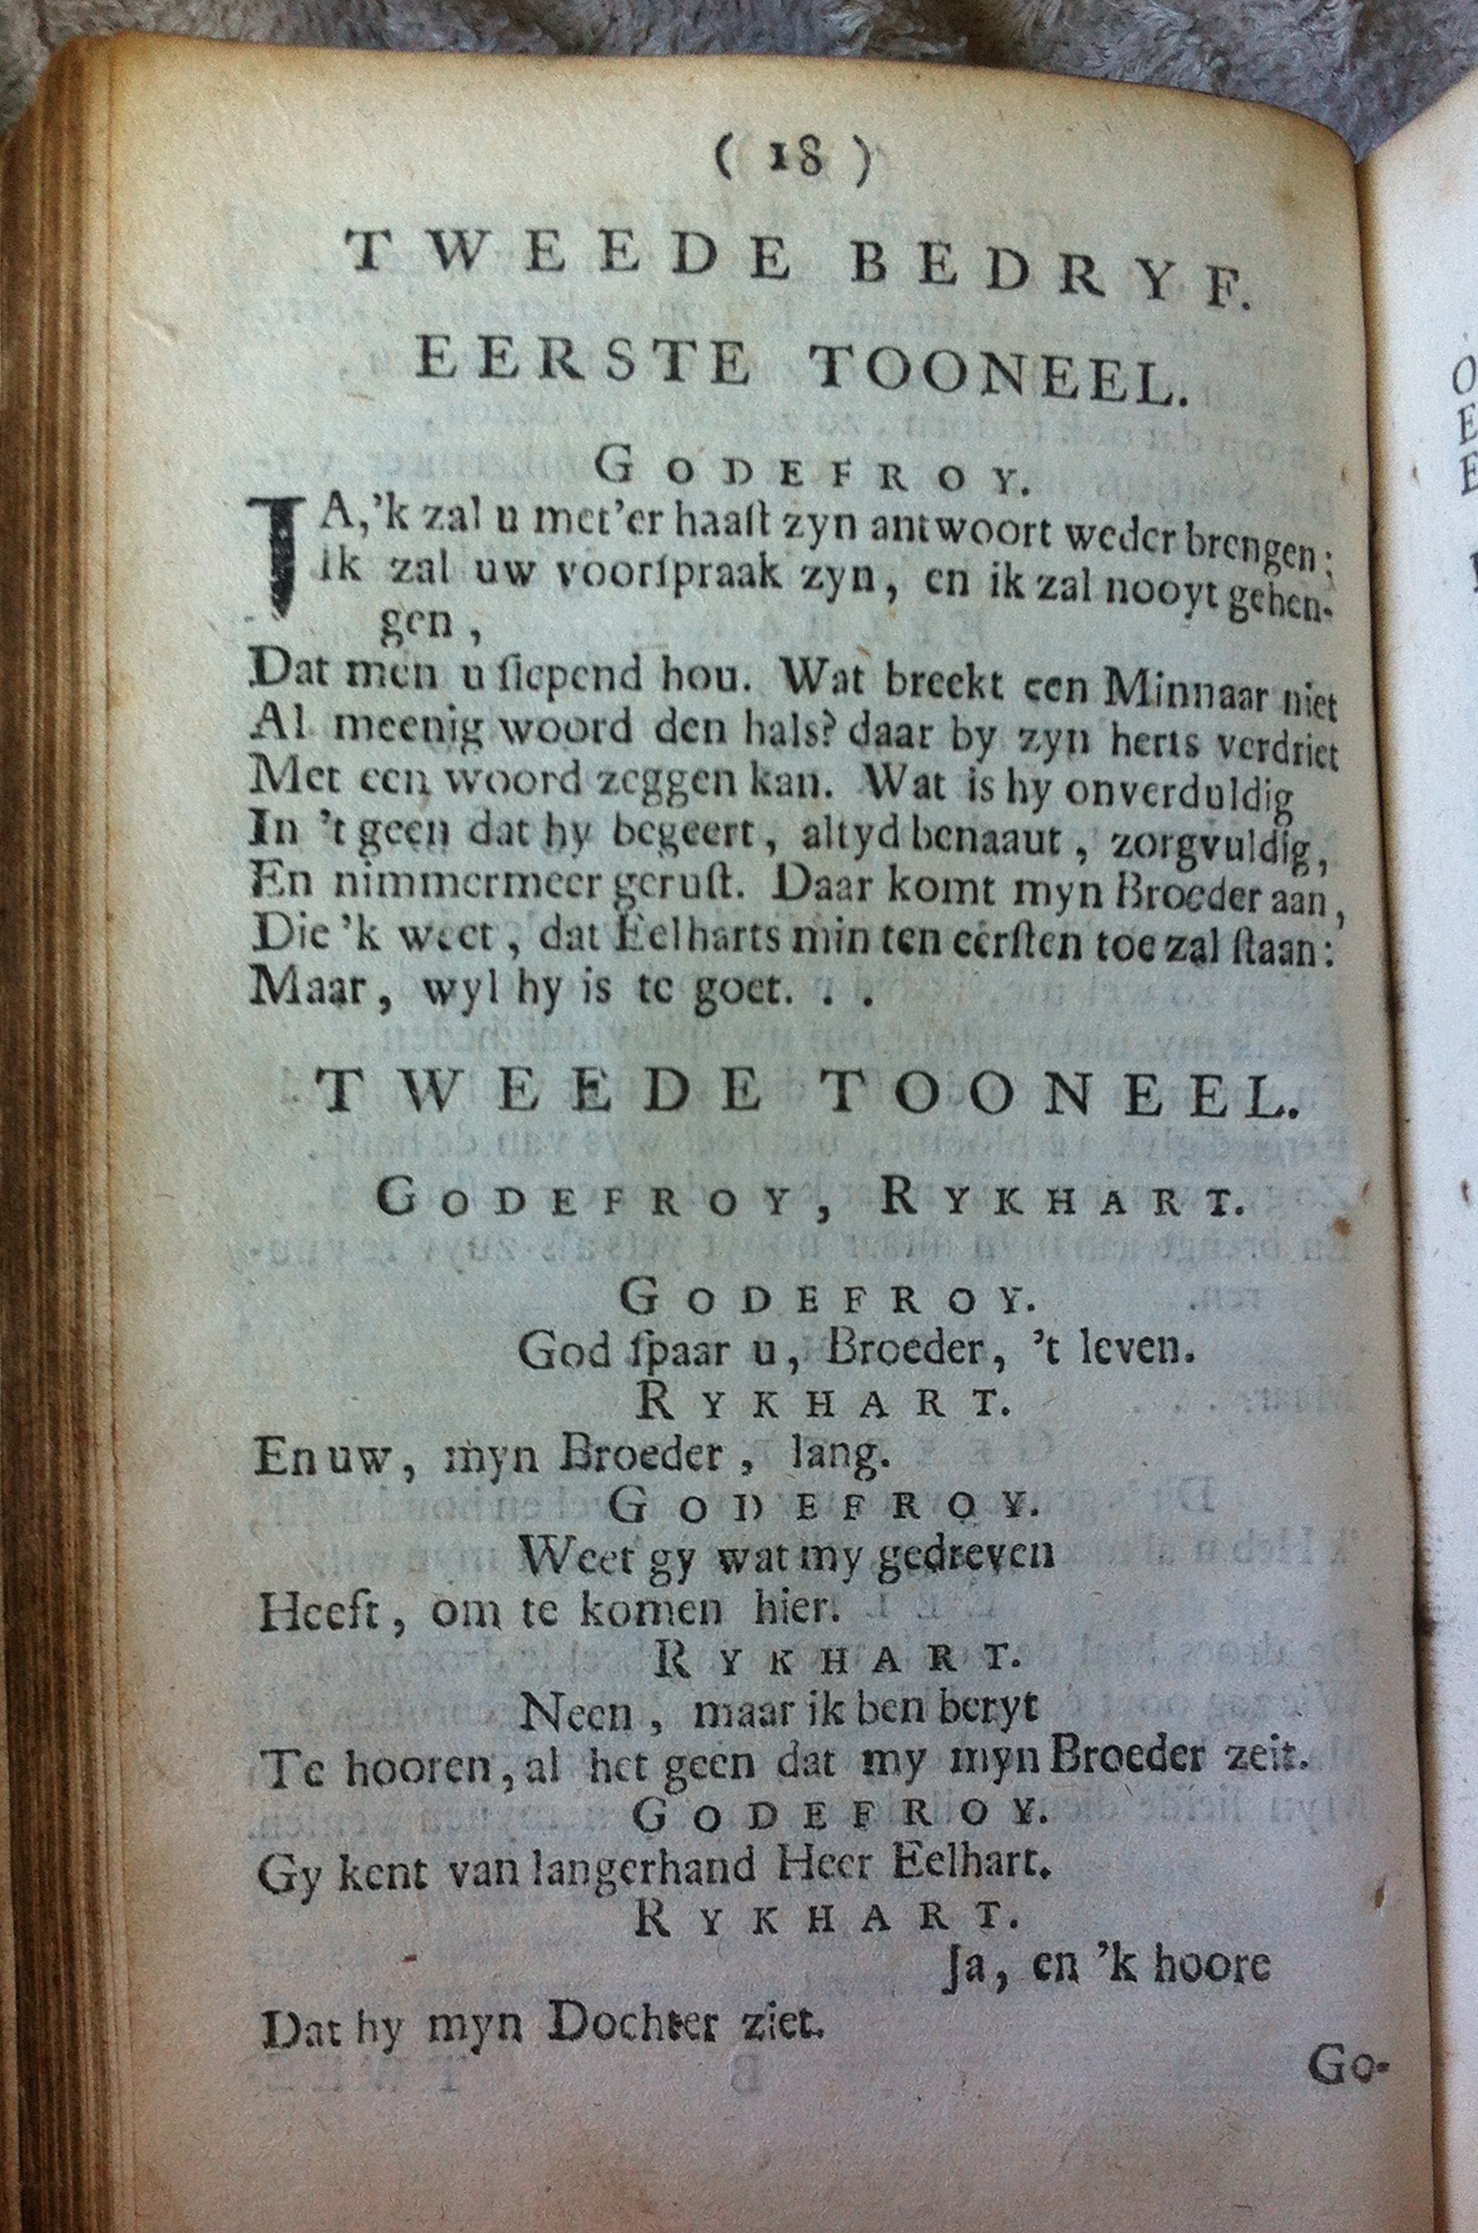 ( 18 )
TWEEDE BEDRYF.
EERSTE TOONEEL.
GODEFROY.
JA, 'k zal u met'er haaſt zyn antwoort weder brengen;
Ik zal uw voorſpraak zyn, en ik zal nooyt gehen-
gen,
Dat men u ſlepend hou. Wat breekt een Minnaar niet
Al meenig woord den hals? daar by zyn herts verdriet
Met een woord zeggen kan. Wat is hy onverduldig
In 't geen dat hy begeert, altyd benaaut, zorgvuldig,
En nimmermeer geruſt. Daar komt myn Broeder aan,
Die 'k weet, dat Eelharts min ten eerſten toe zal ſtaan:
Maar, wyl hy is te goet. . .
TWEEDE TOONEEL.
GODEFROY, RYKHART.
GODEFROY.
God ſpaar u, Broeder, 't leven.
RYKHART.
En uw, myn Broeder, lang.
GODEFROY.
Weet gy wat my gedreven
Heeft, om te komen hier.
RYKHART.
Neen, maar ik ben beryt
Te hooren, al het geen dat my myn Broeder zeit.
GODEFROY.
Gy kent van langerhand Heer Eelhart.
RYKHART.
Ja, en 'k hoore
Dat hy myn Dochter ziet.
Go-